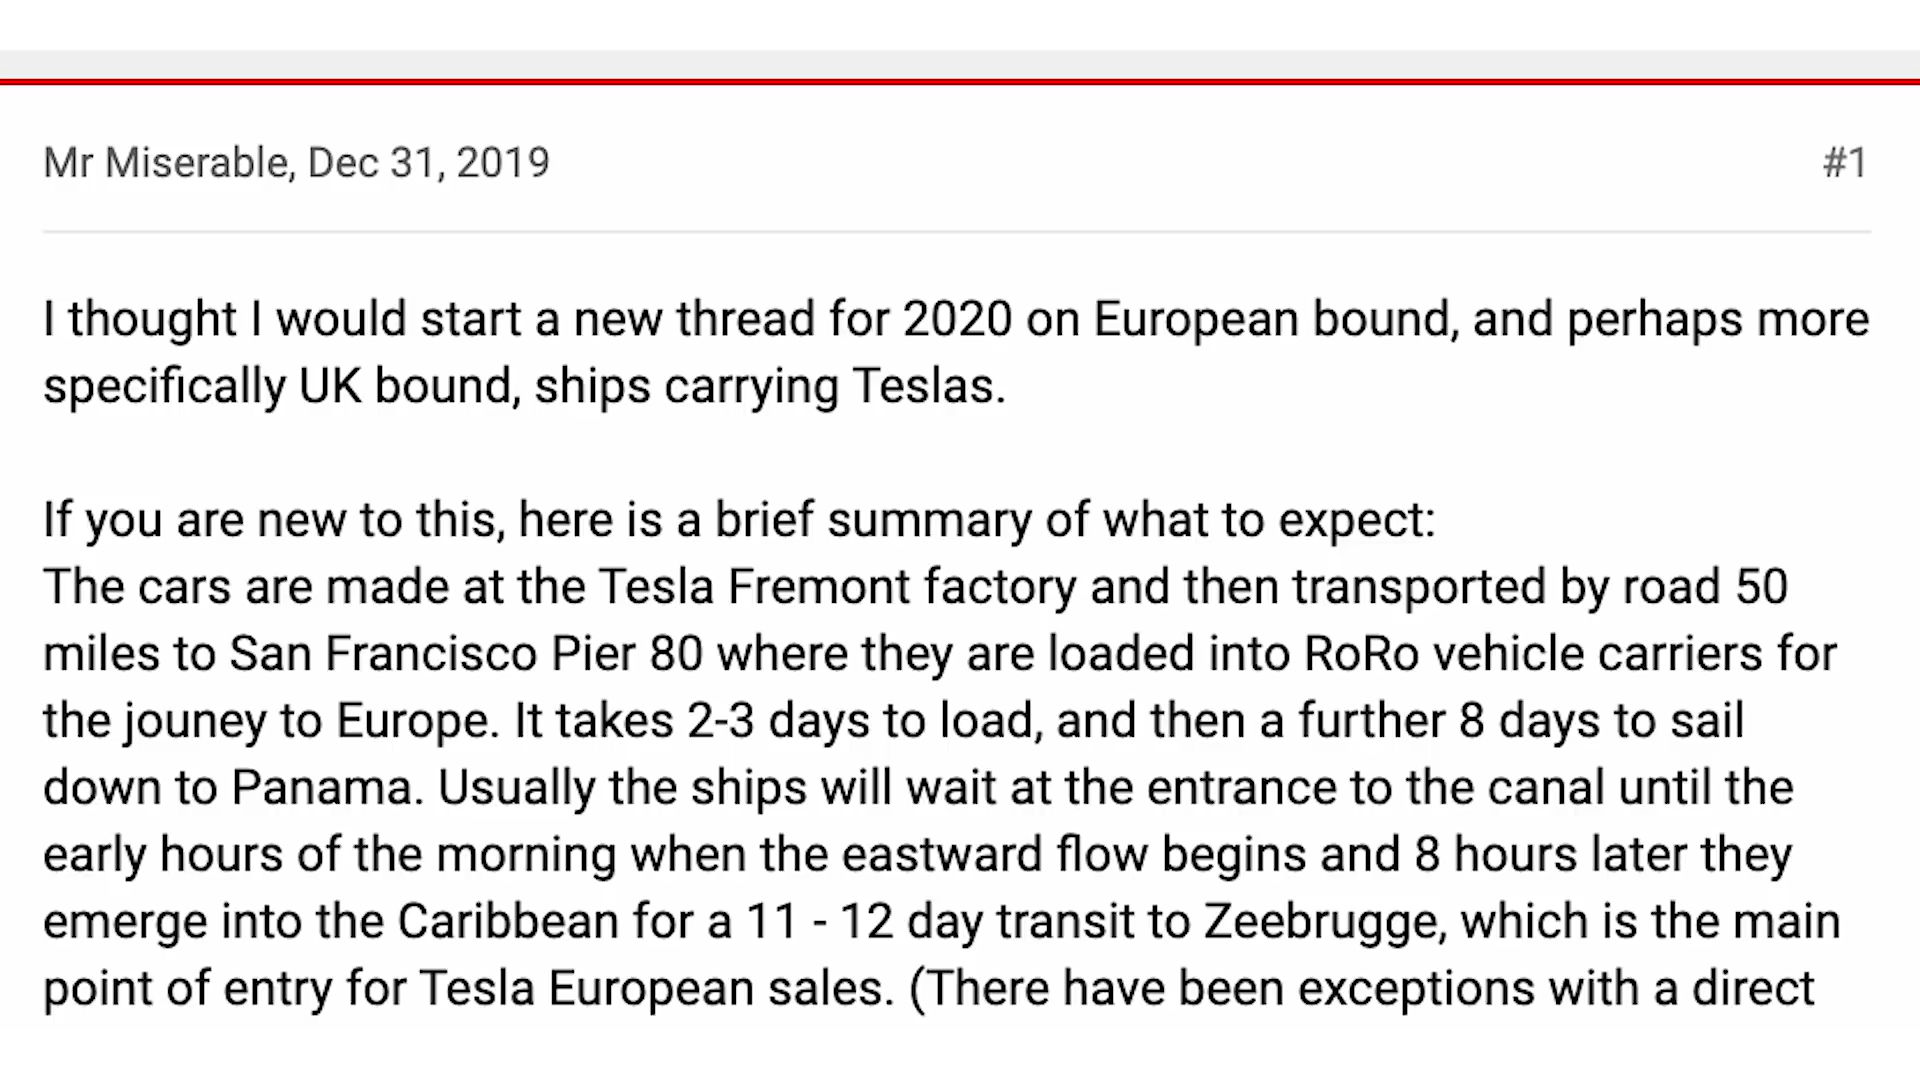 Mr Miserable, Dec 31, 2019
#1
I thought I would start a new thread for 2020 on European bound, and perhaps more
specifically UK bound, ships carrying Teslas.
If you are new to this, here is a brief summary of what to expect:
The cars are made at the Tesla Fremont factory and then transported by road 50
miles to San Francisco Pier 80 where they are loaded into RoRo vehicle carriers for
the jouney to Europe. It takes 2-3 days to load, and then a further 8 days to sail
down to Panama. Usually the ships will wait at the entrance to the canal until the
early hours of the morning when the eastward flow begins and 8 hours later they
emerge into the Caribbean for a 11 - 12 day transit to Zeebrugge, which is the main
point of entry for Tesla European sales. (There have been exceptions with a direct